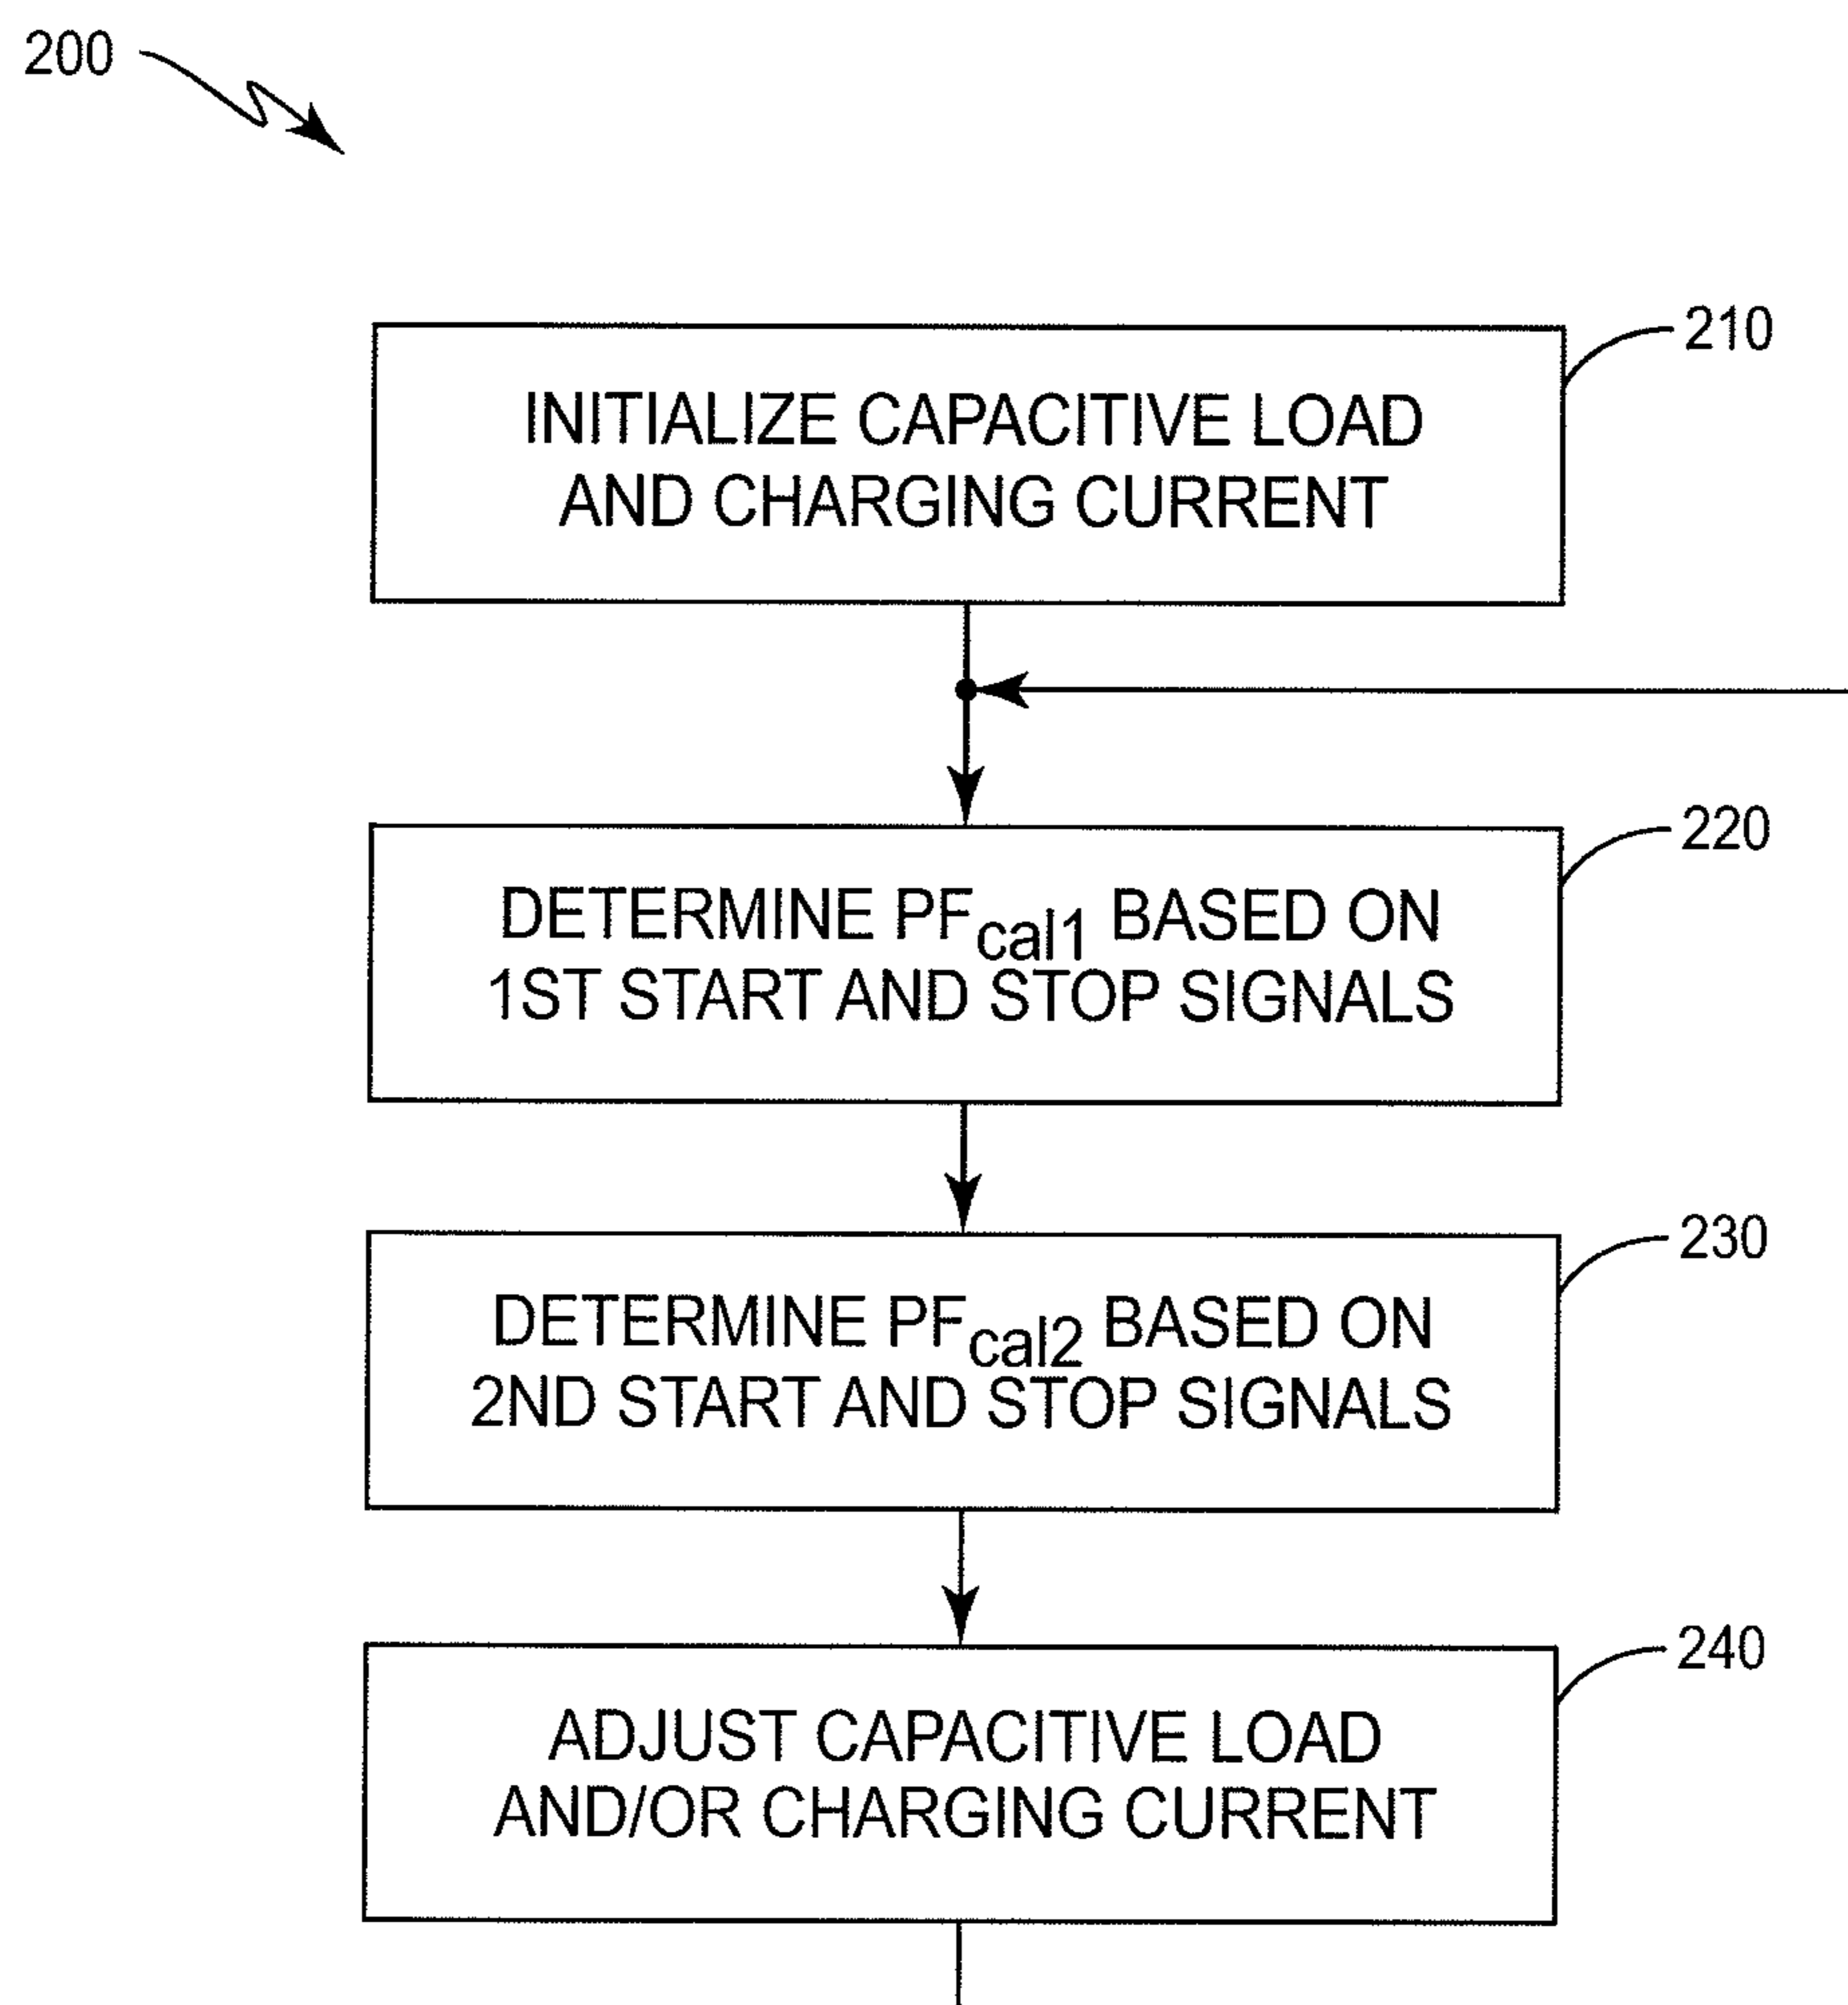 200
210
INITIALIZE CAPACITIVE LOAD
AND CHARGING CURRENT
220
DETERMINE PFcal1 BASED ON
1ST START AND STOP SIGNALS
230
DETERMINE PFcal2 BASED ON
2ND START AND STOP SIGNALS
240
ADJUST CAPACITIVE LOAD
AND/OR CHARGING CURRENT